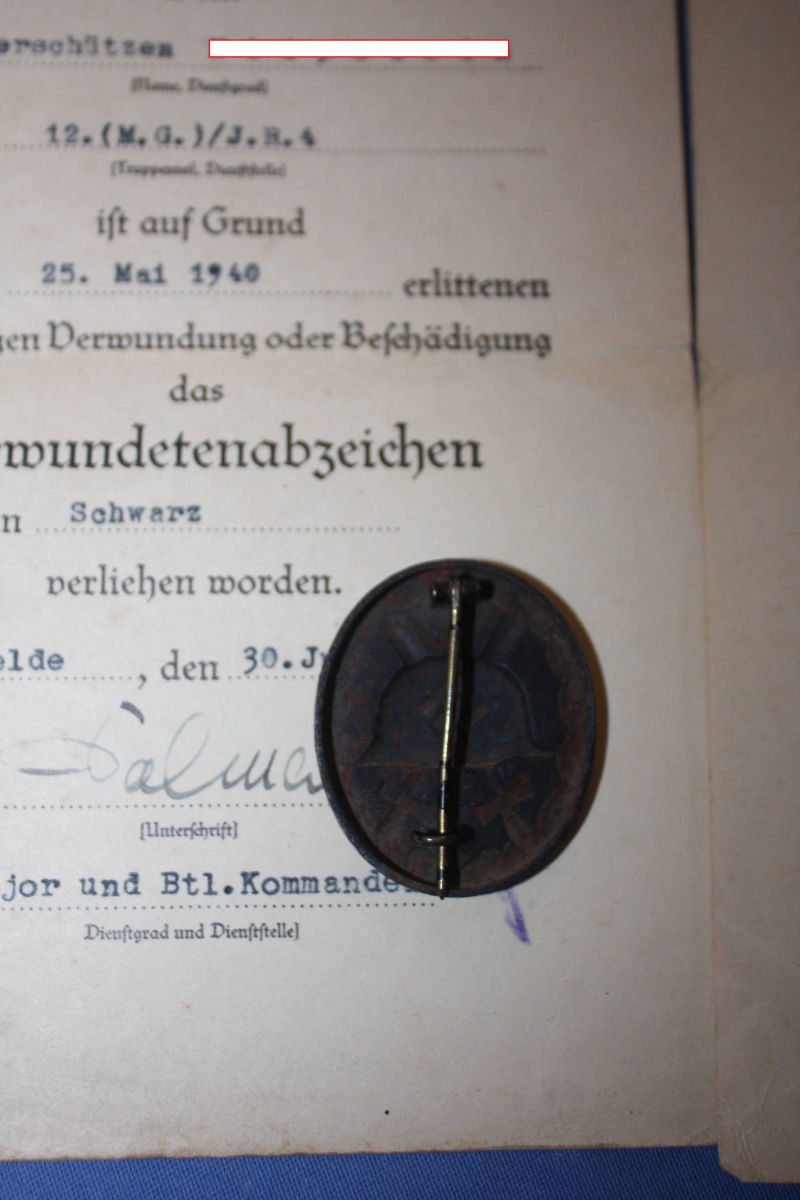 erschützen
[Name, Dienstgrad]
12.(M.G.)/J.R.4
[Truppenteil, Dienststelle]
ist auf Grund
25. Mai 1940 erlittenen
gen Verwundung oder Beschädigung
das
wundetenabzeichen
n Schwarz
verliehen worden.
elde, den 30.J
[Unterschrift]
jor und Btl.Kommande
Dienstgrad und Dienststelle]